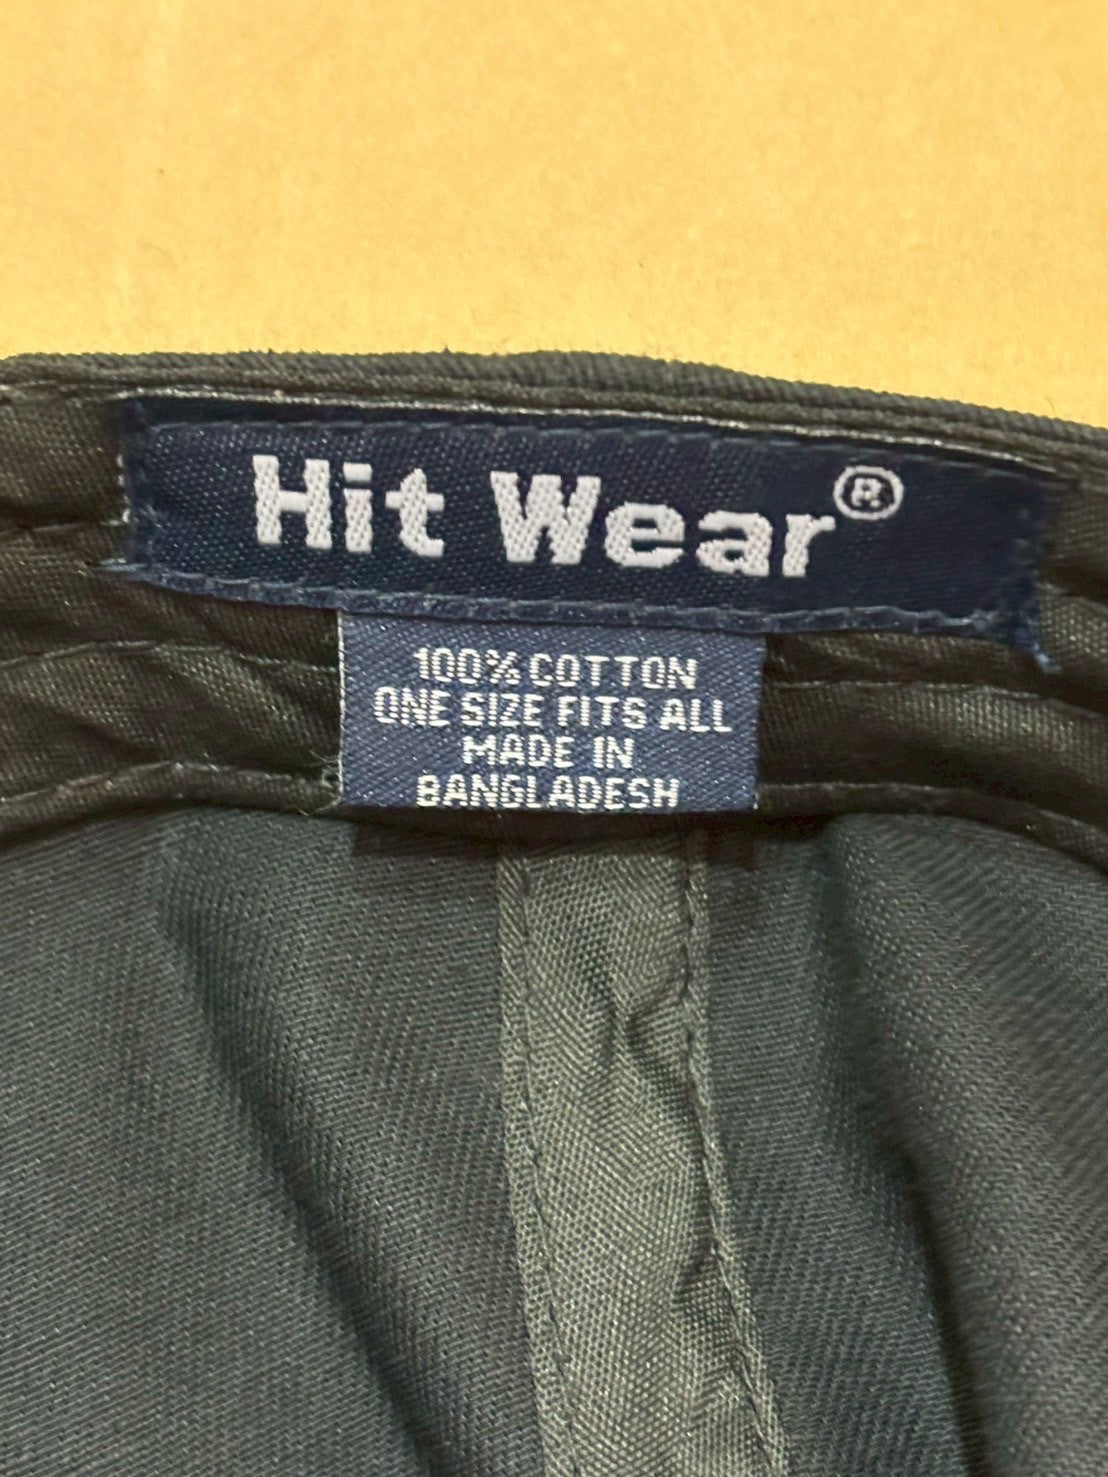 Hit Wear®
100% COTTON
ONE SIZE FITS ALL
MADE IN
BANGLADESH